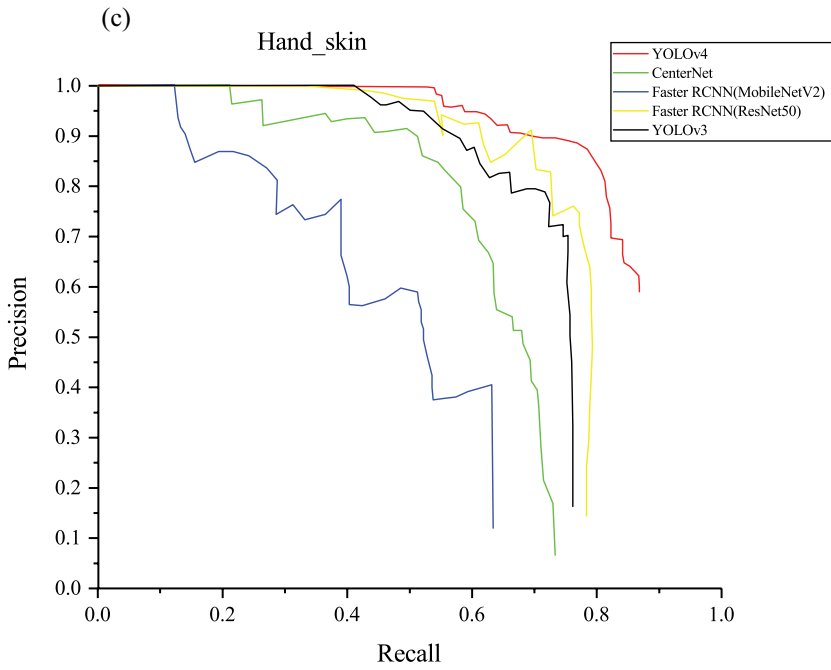 (c)
Hand_skin
YOLOv4
CenterNet
Faster RCNN(MobileNetV2)
Faster RCNN(ResNet50)
YOLOv3
1.0
0.9
0.8
0.7
0.6
0.5
0.4
0.3
0.2
0.1
0.0
Precision
0.0 0.2 0.4 0.6 0.8 1.0
Recall